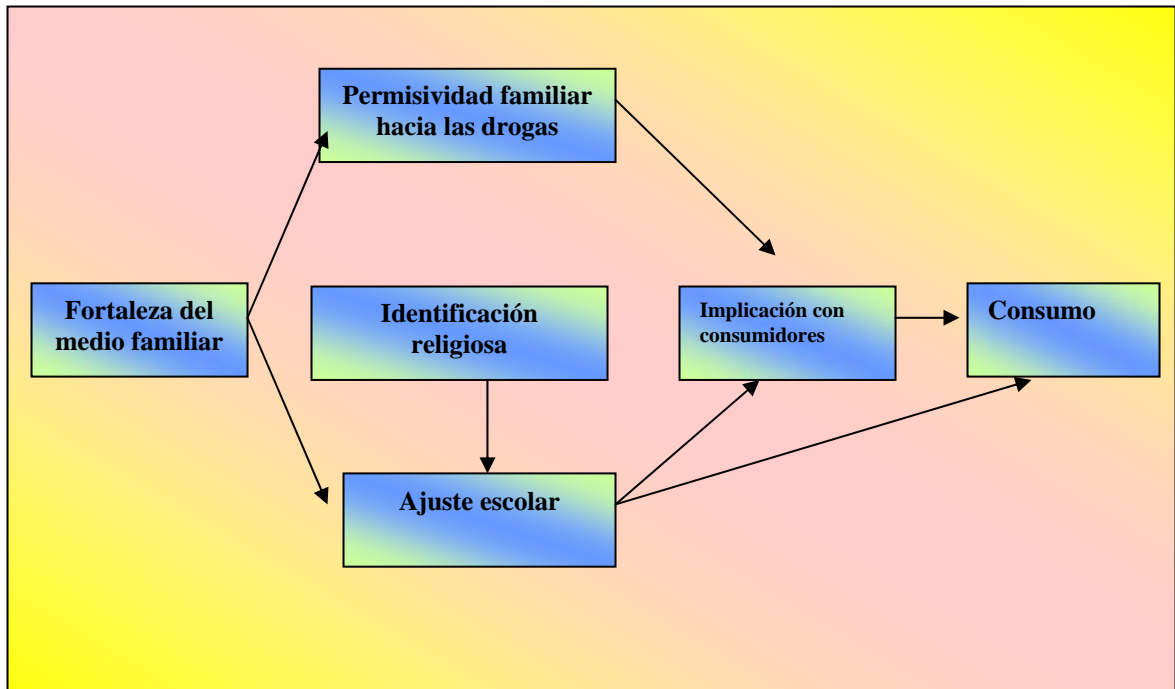 Permisividad familiar
hacia las drogas
Fortaleza del
medio familiar
Identificación
religiosa
Implicación con
consumidores
Consumo
Ajuste escolar